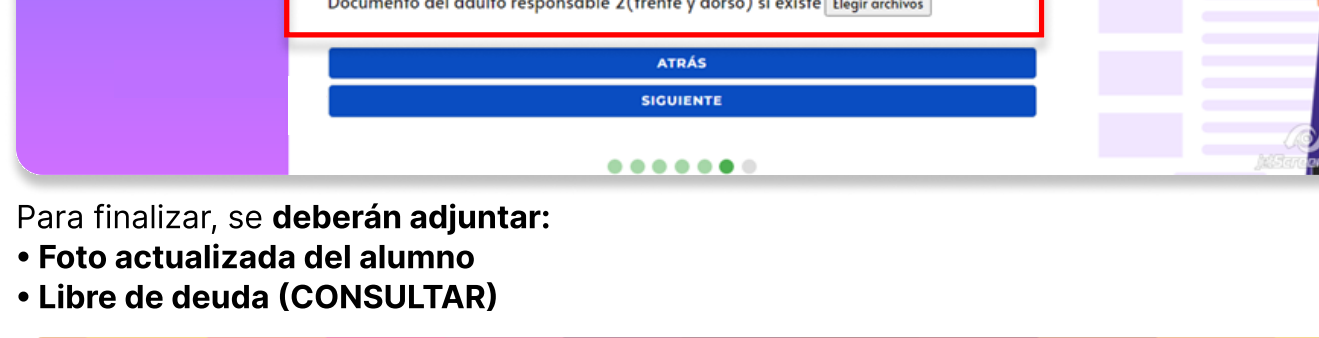 Documento del adulto responsable 2(frente y dorso) si existe Elegir archivos
ATRÁS
SIGUIENTE
Para finalizar, se deberán adjuntar:
• Foto actualizada del alumno
• Libre de deuda (CONSULTAR)